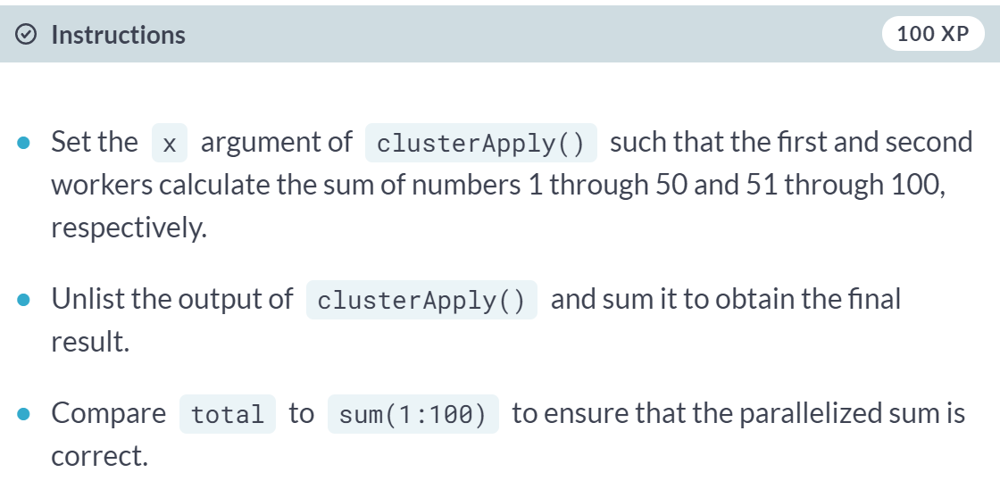 Instructions
100 XP
Set the x argument of clusterApply() such that the first and second
workers calculate the sum of numbers 1 through 50 and 51 through 100,
respectively.
Unlist the output of clusterApply() and sum it to obtain the final
result.
Compare total to sum(1:100) to ensure that the parallelized sum is
correct.